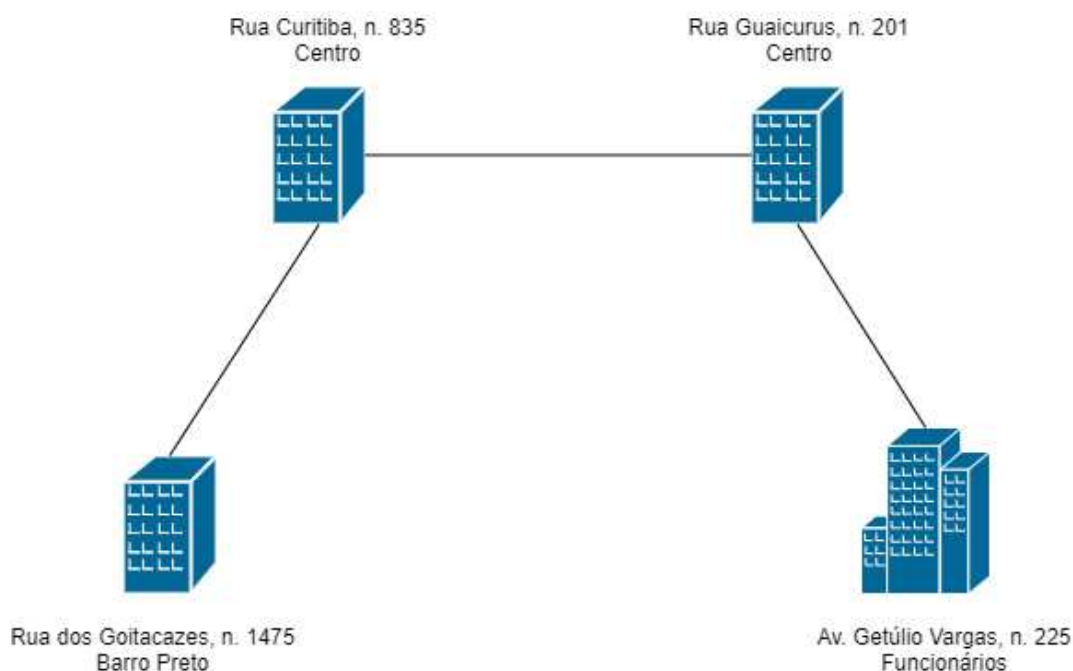 Rua Curitiba, n. 835
Centro
Rua Guaicurus, n. 201
Centro
Rua dos Goitacazes, n. 1475
Barro Preto
Av. Getúlio Vargas, n. 225
Funcionários